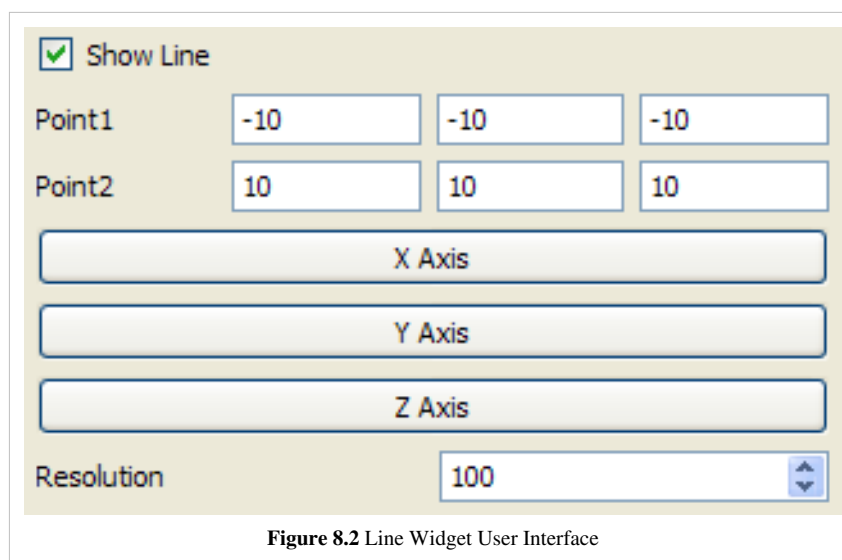 Show Line
Point1 -10 -10 -10
Point2 10 10 10
X Axis
Y Axis
Z Axis
Resolution 100
Figure 8.2 Line Widget User Interface